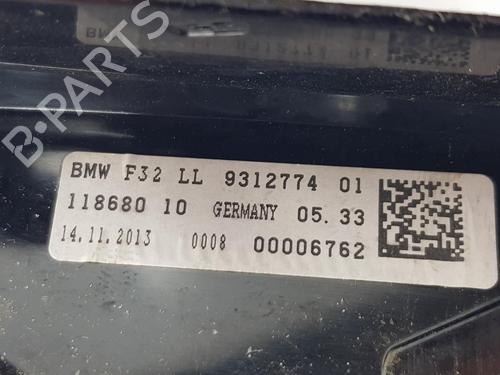 BMW F32 LL 9312774 01
118680 10 GERMANY 05.33
14.11.2013 0008 00006762
B-PARTS